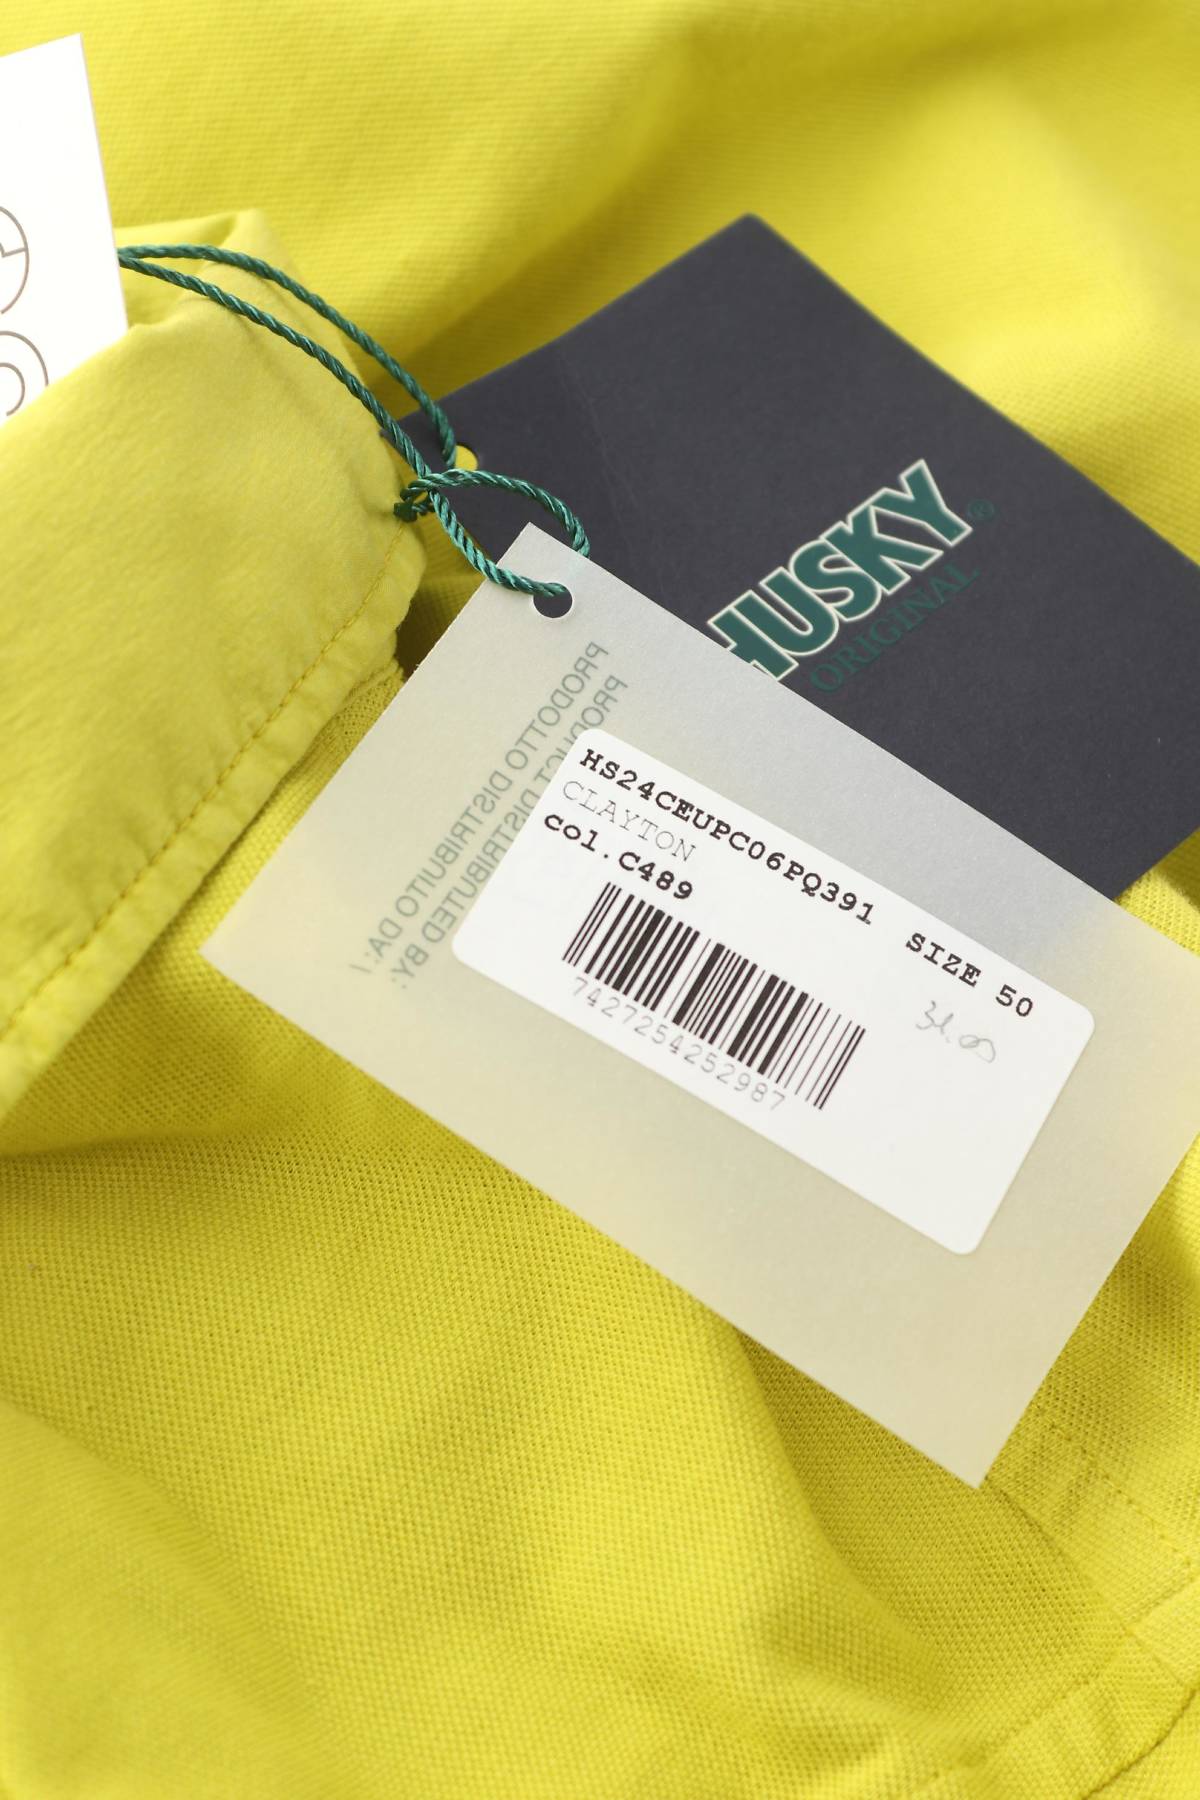 HUSKY®
ORIGINAL
PRODOTTO DISTRIBUITO DA:
PRODUCT DISTRIBUTED BY:
HS24CEUPC06PQ391 SIZE 50
CLAYTON
Col.C489
7427254252987